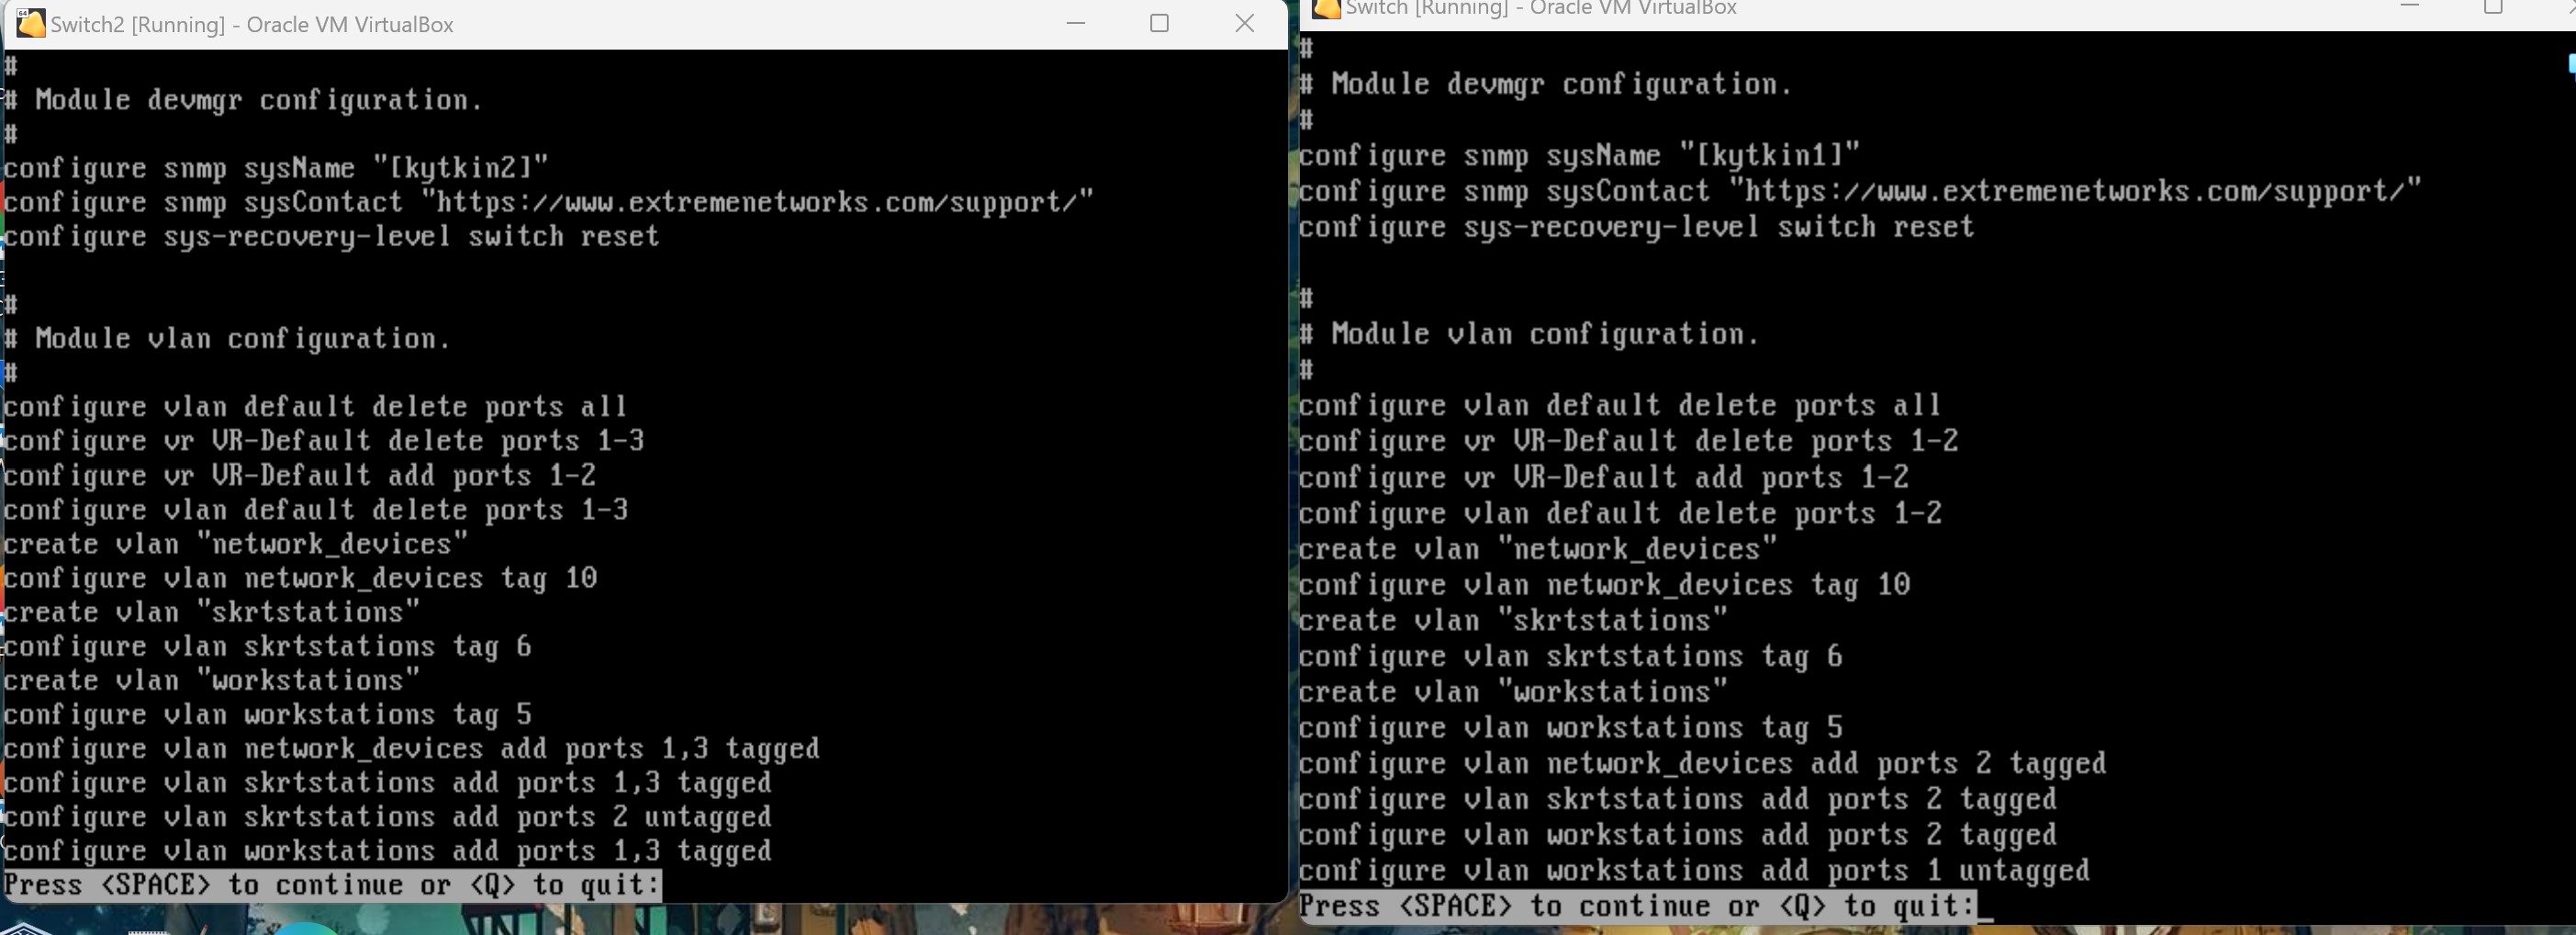 Switch2 [Running] - Oracle VM VirtualBox
#
# Module devmgr configuration.
#
configure snmp sysName "[kytkin2]"
configure snmp sysContact "https://www.extremenetworks.com/support/"
configure sys-recovery-level switch reset
#
# Module vlan configuration.
#
configure vlan default delete ports all
configure vr VR-Default delete ports 1-3
configure vr VR-Default add ports 1-2
configure vlan default delete ports 1-3
create vlan "network_devices"
configure vlan network_devices tag 10
create vlan "skrtstations"
configure vlan skrtstations tag 6
create vlan "workstations"
configure vlan workstations tag 5
configure vlan network_devices add ports 1,3 tagged
configure vlan skrtstations add ports 1,3 tagged
configure vlan skrtstations add ports 2 untagged
configure vlan workstations add ports 1,3 tagged
Press <SPACE> to continue or <Q> to quit:
Switch [Running] - Oracle VM VirtualBox
#
# Module devmgr configuration.
#
configure snmp sysName "[kytkin1]"
configure snmp sysContact "https://www.extremenetworks.com/support/"
configure sys-recovery-level switch reset
#
# Module vlan configuration.
#
configure vlan default delete ports all
configure vr VR-Default delete ports 1-2
configure vr VR-Default add ports 1-2
configure vlan default delete ports 1-2
create vlan "network_devices"
configure vlan network_devices tag 10
create vlan "skrtstations"
configure vlan skrtstations tag 6
create vlan "workstations"
configure vlan workstations tag 5
configure vlan network_devices add ports 2 tagged
configure vlan skrtstations add ports 2 tagged
configure vlan workstations add ports 2 tagged
configure vlan workstations add ports 1 untagged
Press <SPACE> to continue or <Q> to quit:_